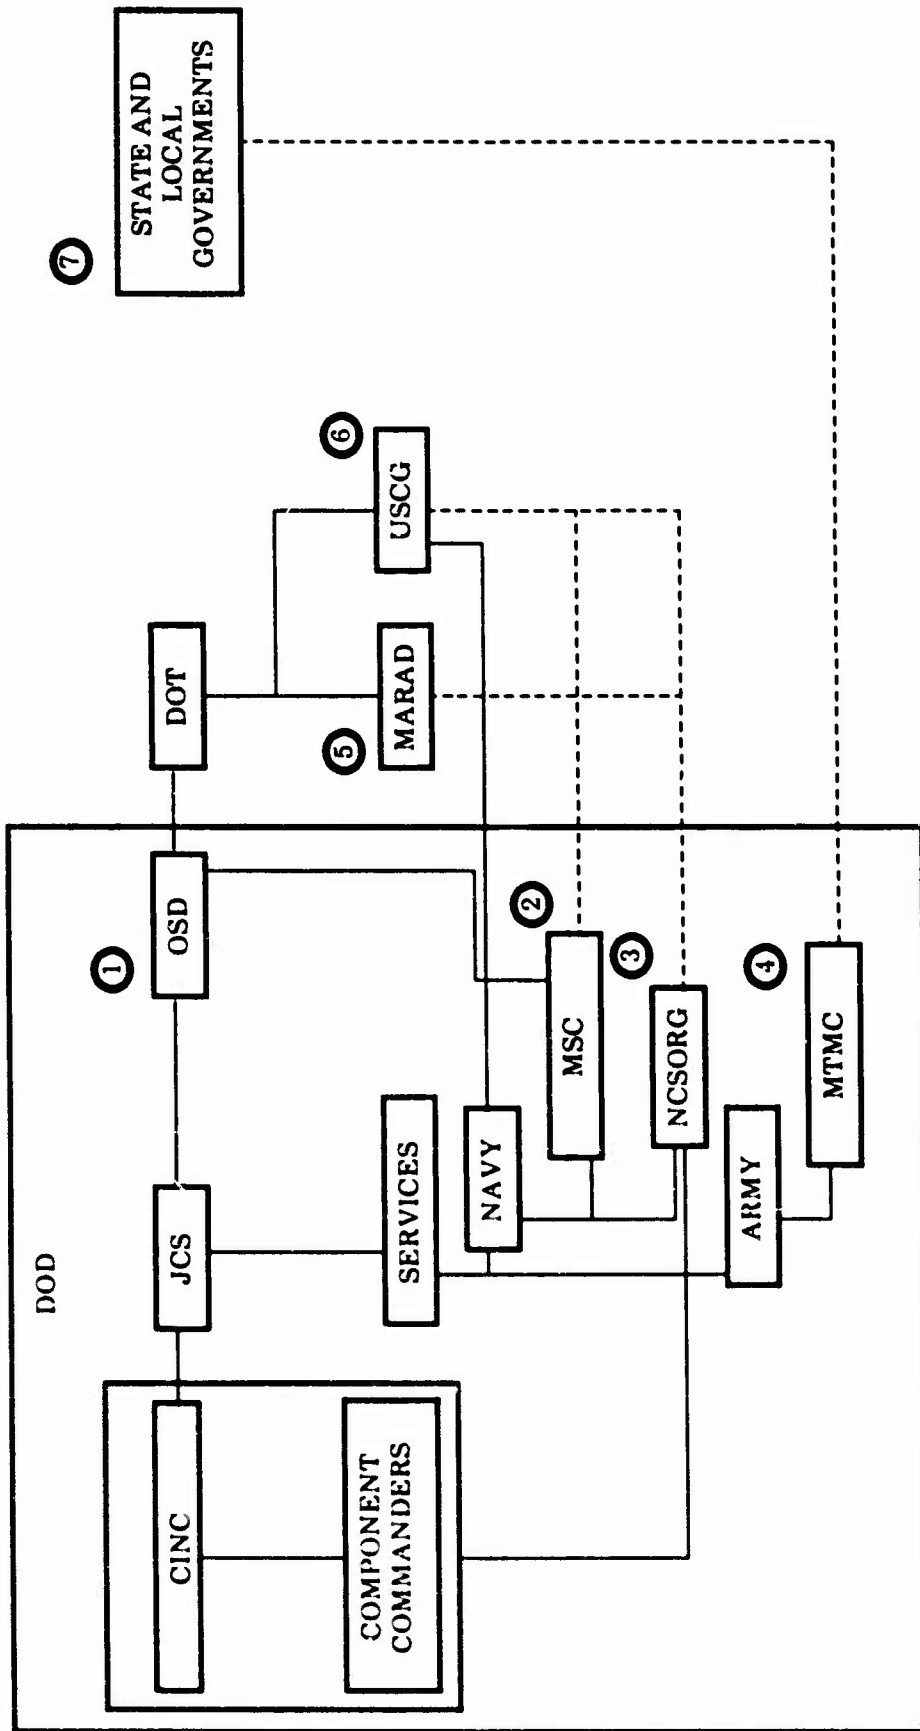 DOD
CINC
COMPONENT
COMMANDERS
JCS
SERVICES
1
OSD
DOT
NAVY
2
MSC
3
NCSORG
ARMY
4
MTMC
5
MARAD
6
USCG
7
STATE AND
LOCAL
GOVERNMENTS